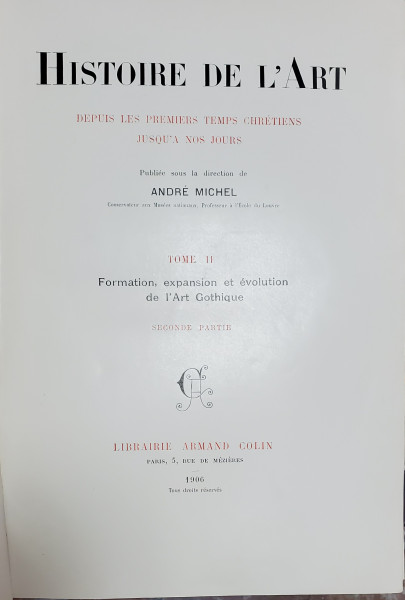 HISTOIRE DE L'ART
DEPUIS LES PREMIERS TEMPS CHRÉTIENS
JUSQU'A NOS JOURS
Publiée sous la direction de
ANDRÉ MICHEL
Conservateur aux Musées nationaux, Professeur à l'École du Louvre
TOME II
Formation, expansion et évolution
de l'Art Gothique
SECONDE PARTIE
LIBRAIRIE ARMAND COLIN
PARIS, 5, RUE DE MÉZIÈRES
1906
Tous droits réservés